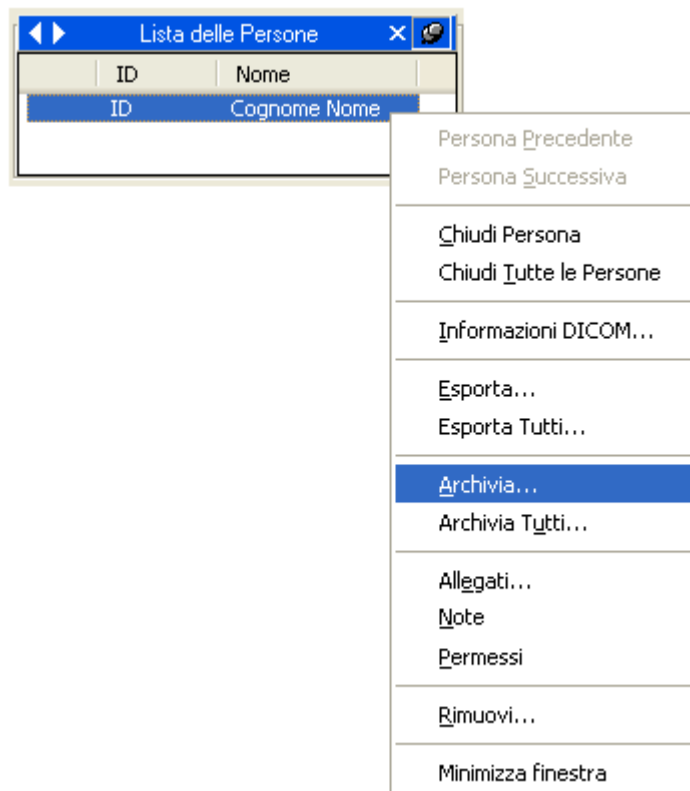 Lista delle Persone
ID Nome
ID Cognome Nome
Persona Precedente
Persona Successiva
Chiudi Persona
Chiudi Tutte le Persone
Informazioni DICOM...
Esporta...
Esporta Tutti...
Archivia...
Archivia Tutti...
Allegati...
Note
Permessi
Rimuovi...
Minimizza finestra